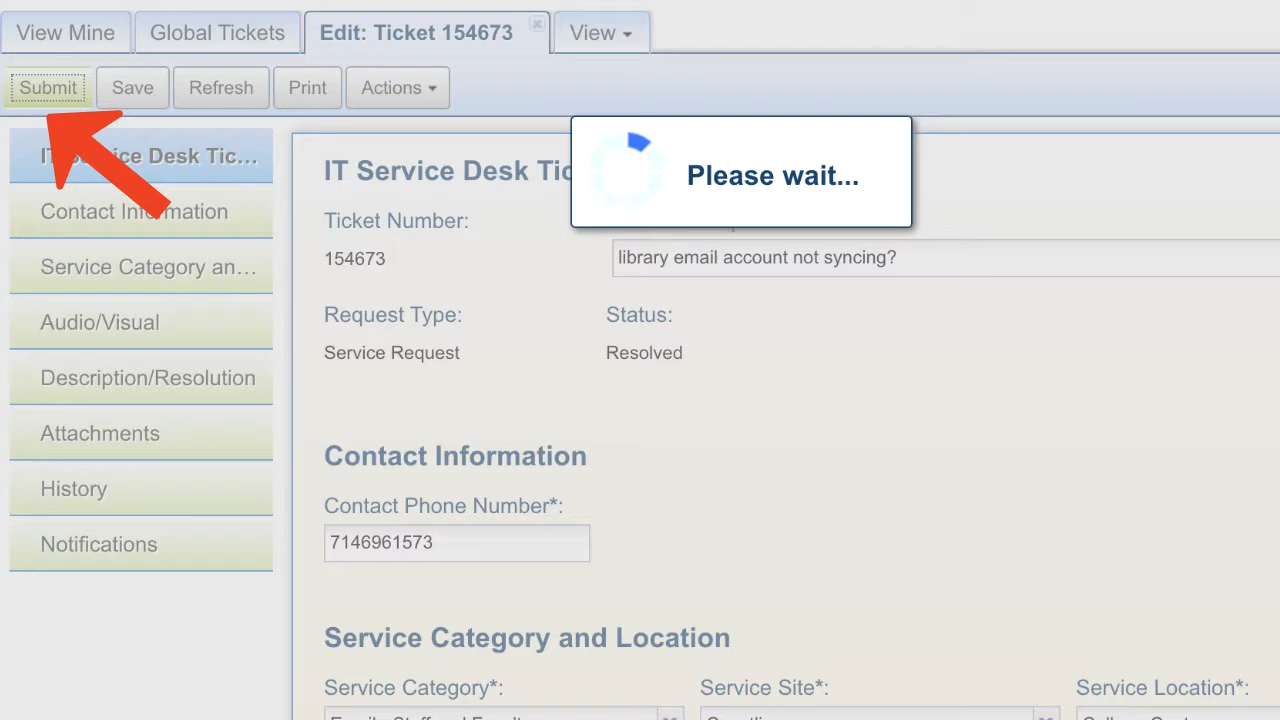 View Mine Global Tickets Edit: Ticket 154673 View
Submit Save Refresh Print Actions
Please wait...
Desk Tic...
IT Service Desk
Contact Information
Ticket Number:
154673
library email account not syncing?
Service Category an...
Request Type: Status:
Service Request Resolved
Audio/Visual
Description/Resolution
Attachments
History
Notifications
Contact Information
Contact Phone Number*:
7146961573
Service Category and Location
Service Category*: Service Site*: Service Location*: